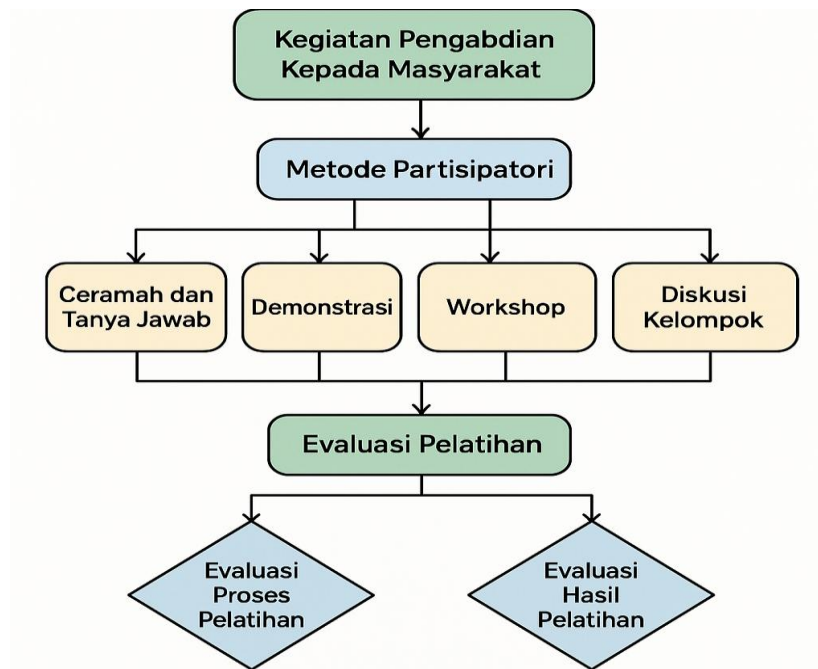 Kegiatan Pengabdian
Kepada Masyarakat
Metode Partisipatori
Ceramah dan
Tanya Jawab
Demonstrasi
Workshop
Diskusi
Kelompok
Evaluasi Pelatihan
Evaluasi
Proses
Pelatihan
Evaluasi
Hasil
Pelatihan